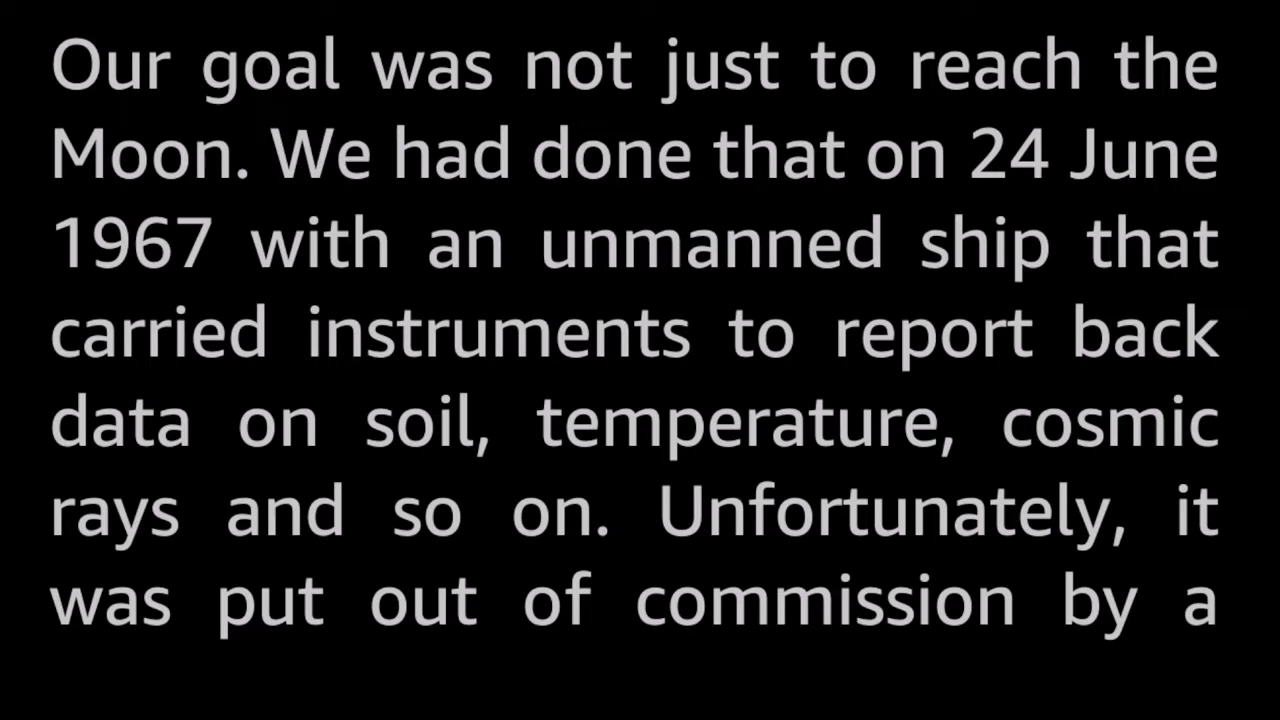 Our goal was not just to reach the
Moon. We had done that on 24 June
1967 with an unmanned ship that
carried instruments to report back
data on soil, temperature, cosmic
rays and so on. Unfortunately, it
was put out of commission by a